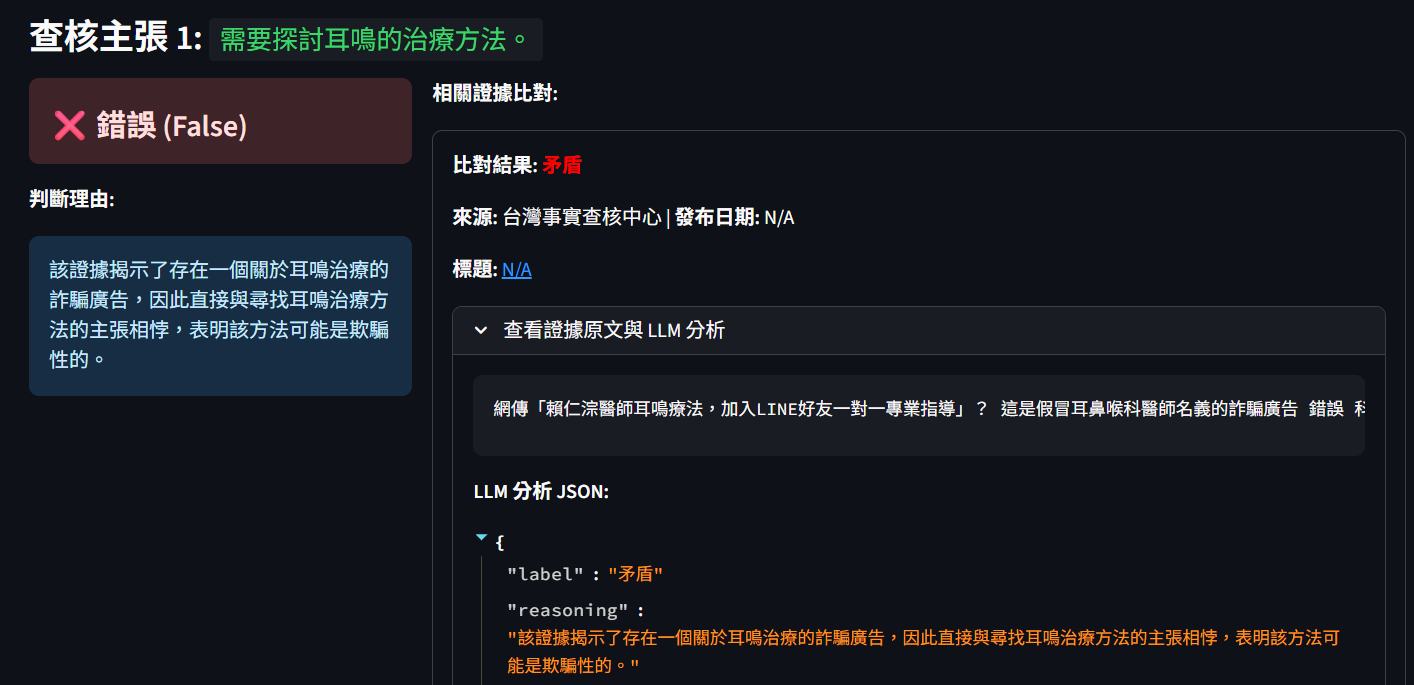 查核主張 1: 需要探討耳鳴的治療方法。
❌ 錯誤 (False)
判斷理由:
該證據揭示了存在一個關於耳鳴治療的
詐騙廣告，因此直接與尋找耳鳴治療方
法的主張相悖，表明該方法可能是欺騙
性的。
相關證據比對:
比對結果: 矛盾
來源: 台灣事實查核中心 | 發布日期: N/A
標題: N/A
查看證據原文與 LLM 分析
網傳「賴仁淙醫師耳鳴療法，加入LINE好友一對一專業指導」？ 這是假冒耳鼻喉科醫師名義的詐騙廣告 錯誤
LLM 分析 JSON:
{
"label" : "矛盾"
"reasoning" :
"該證據揭示了存在一個關於耳鳴治療的詐騙廣告，因此直接與尋找耳鳴治療方法的主張相悖，表明該方法可
能是欺騙性的。"